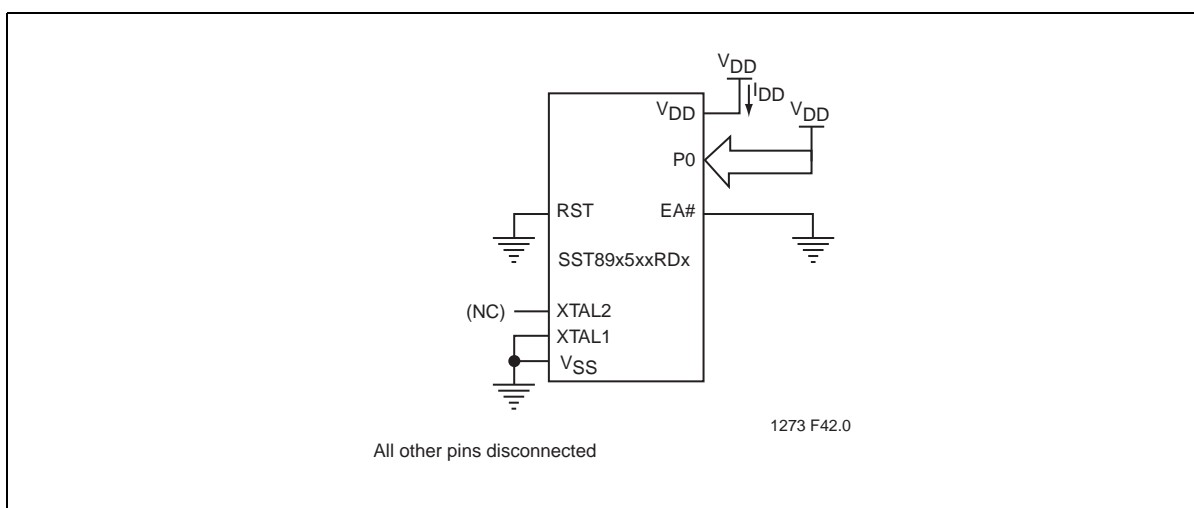 VDD
IDD
VDD
VDD
P0
RST
EA#
SST89x5xxRDx
(NC)
XTAL2
XTAL1
VSS
1273 F42.0
All other pins disconnected